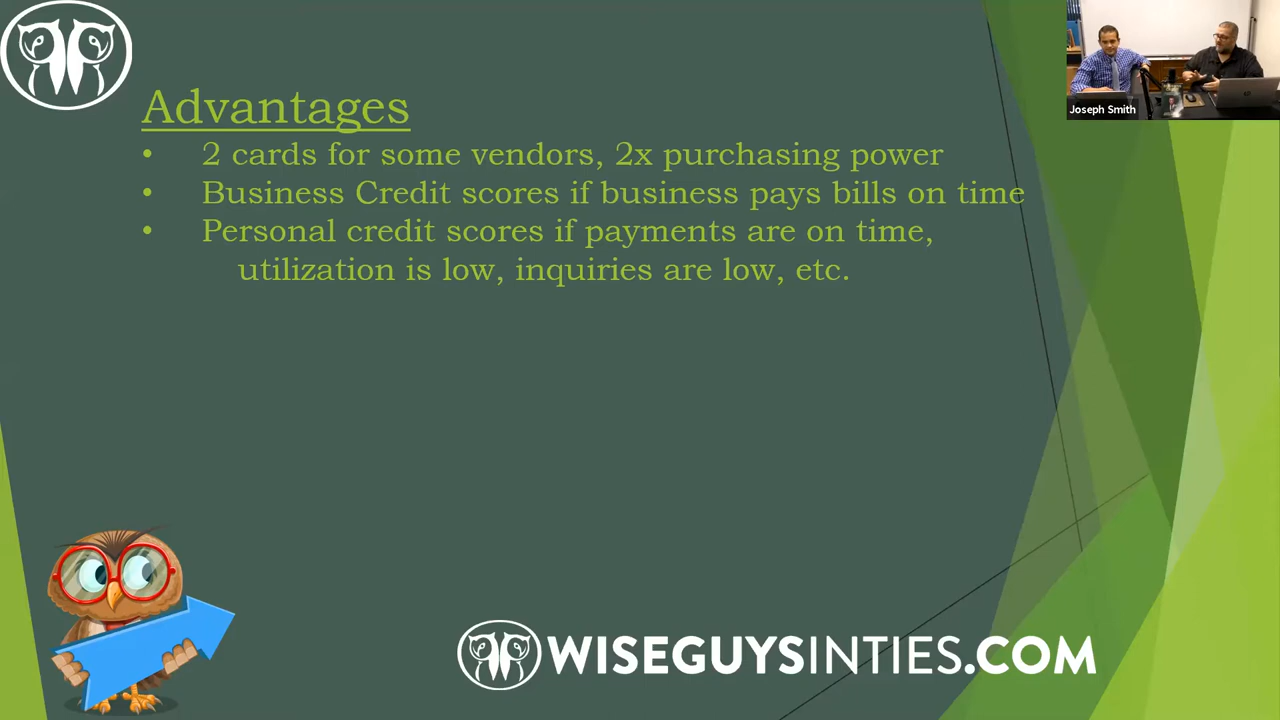 Advantages
• 2 cards for some vendors, 2x purchasing power
• Business Credit scores if business pays bills on time
• Personal credit scores if payments are on time,
utilization is low, inquiries are low, etc.
Joseph Smith
WISEGUYSINTIES.COM